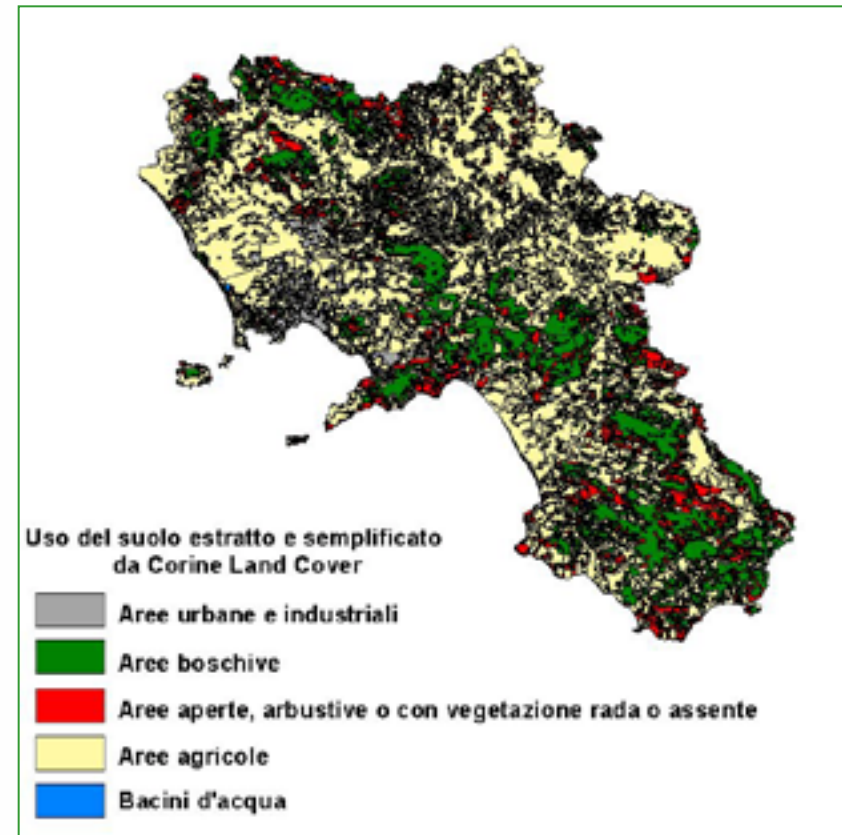 Uso del suolo estratto e semplificato
da Corine Land Cover
Aree urbane e industriali
Aree boschive
Aree aperte, arbustive o con vegetazione rada o assente
Aree agricole
Bacini d'acqua